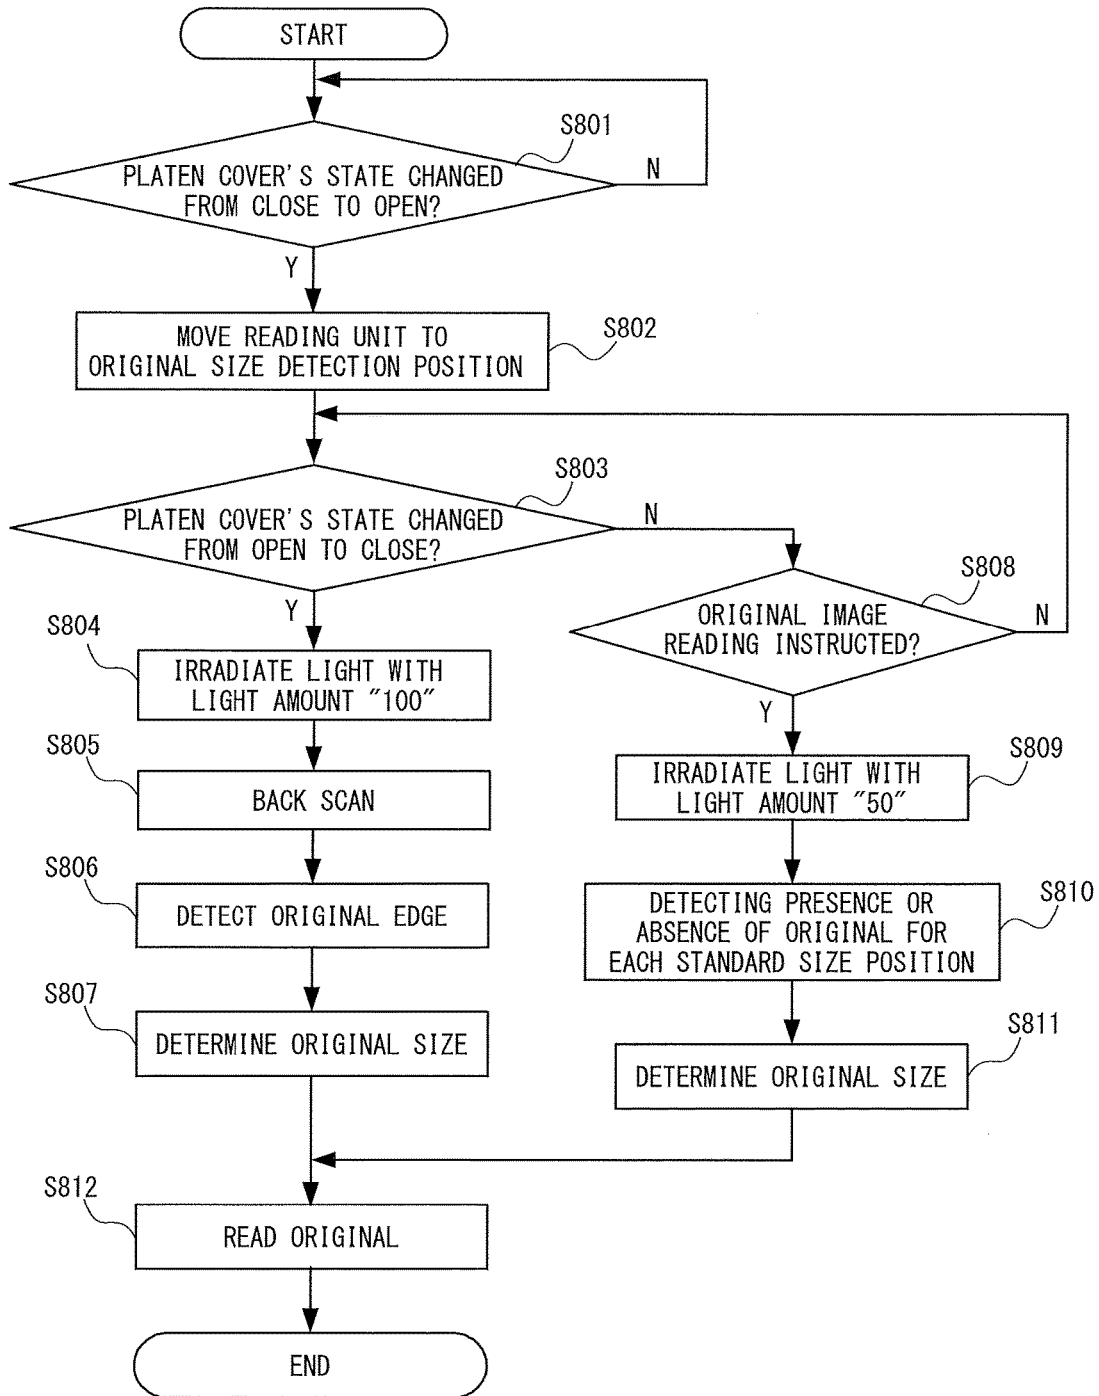 START
S801
PLATEN COVER'S STATE CHANGED
FROM CLOSE TO OPEN?
N
Y
MOVE READING UNIT TO
ORIGINAL SIZE DETECTION POSITION
S802
S803
PLATEN COVER'S STATE CHANGED
FROM OPEN TO CLOSE?
N
Y
S808
ORIGINAL IMAGE
READING INSTRUCTED?
N
Y
S804
IRRADIATE LIGHT WITH
LIGHT AMOUNT "100"
S805
BACK SCAN
S809
IRRADIATE LIGHT WITH
LIGHT AMOUNT "50"
S806
DETECT ORIGINAL EDGE
S810
DETECTING PRESENCE OR
ABSENCE OF ORIGINAL FOR
EACH STANDARD SIZE POSITION
S807
DETERMINE ORIGINAL SIZE
S811
DETERMINE ORIGINAL SIZE
S812
READ ORIGINAL
END